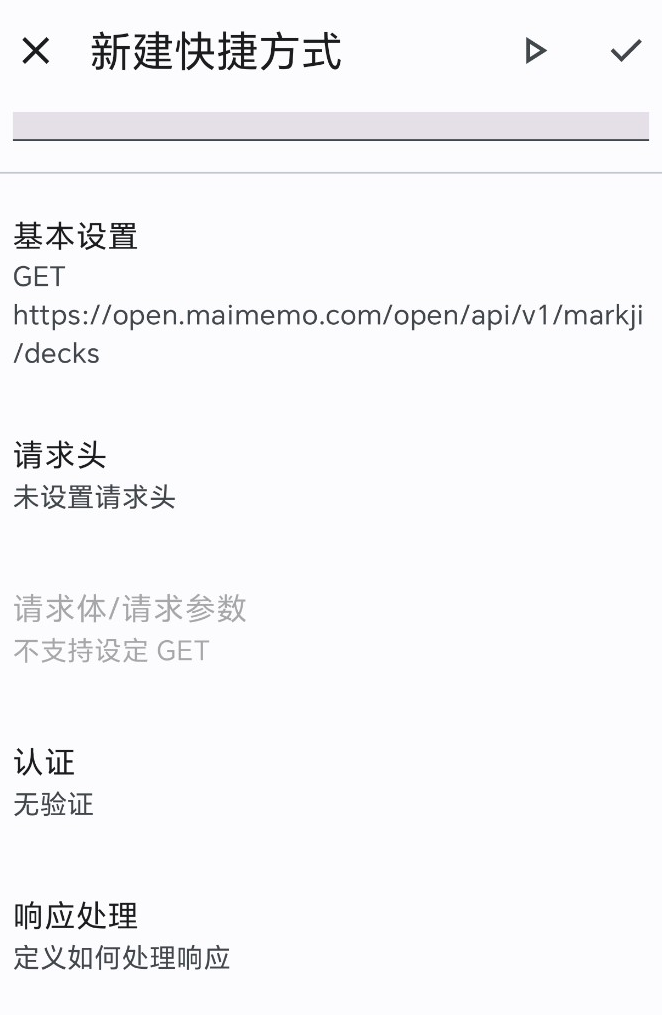 新建快捷方式
基本设置
GET
https://open.maimemo.com/open/api/v1/markji
/decks
请求头
未设置请求头
请求体/请求参数
不支持设定 GET
认证
无验证
响应处理
定义如何处理响应